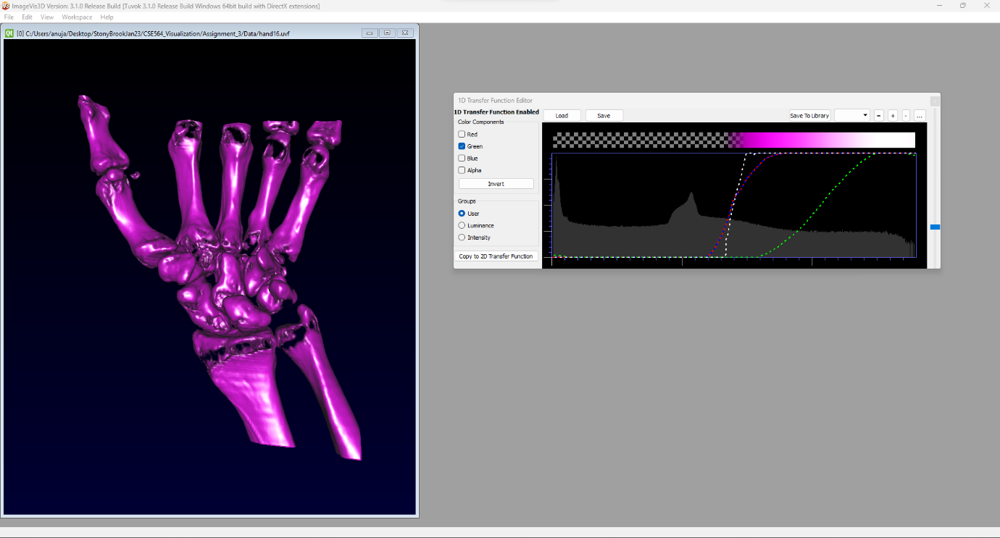 ImageVis3D Version: 3.1.0 Release Build [Tuvok 3.1.0 Release Build Windows 64bit build with DirectX extensions]
File Edit View Workspace Help
Qt [0] C:/Users/anuja/Desktop/StonyBrookJan23/CSE564_Visualization/Assignment_3/Data/hand16.uvf
1D Transfer Function Editor
1D Transfer Function Enabled
Load Save Save To Library = + - ...
Color Components
Red
Green
Blue
Alpha
Invert
Groups
User
Luminance
Intensity
Copy to 2D Transfer Function